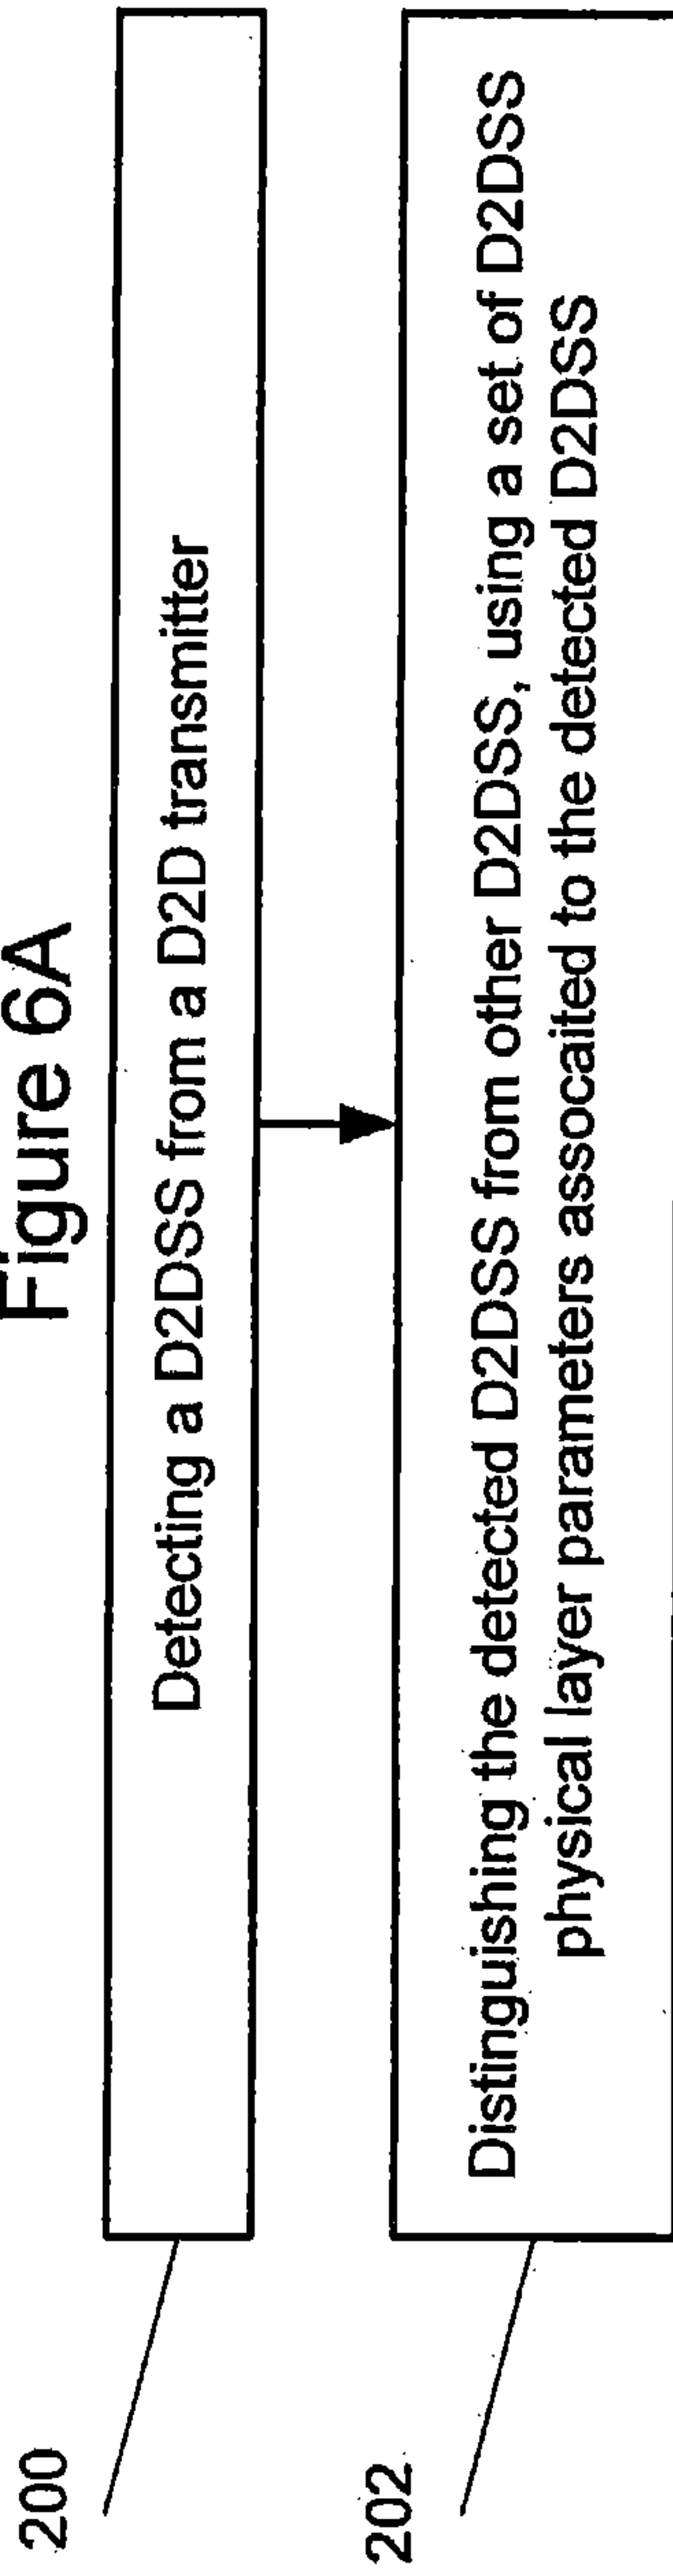 Figure 6A
200
Detecting a D2DSS from a D2D transmitter
202
Distinguishing the detected D2DSS from other D2DSS, using a set of D2DSS
physical layer parameters assocaited to the detected D2DSS